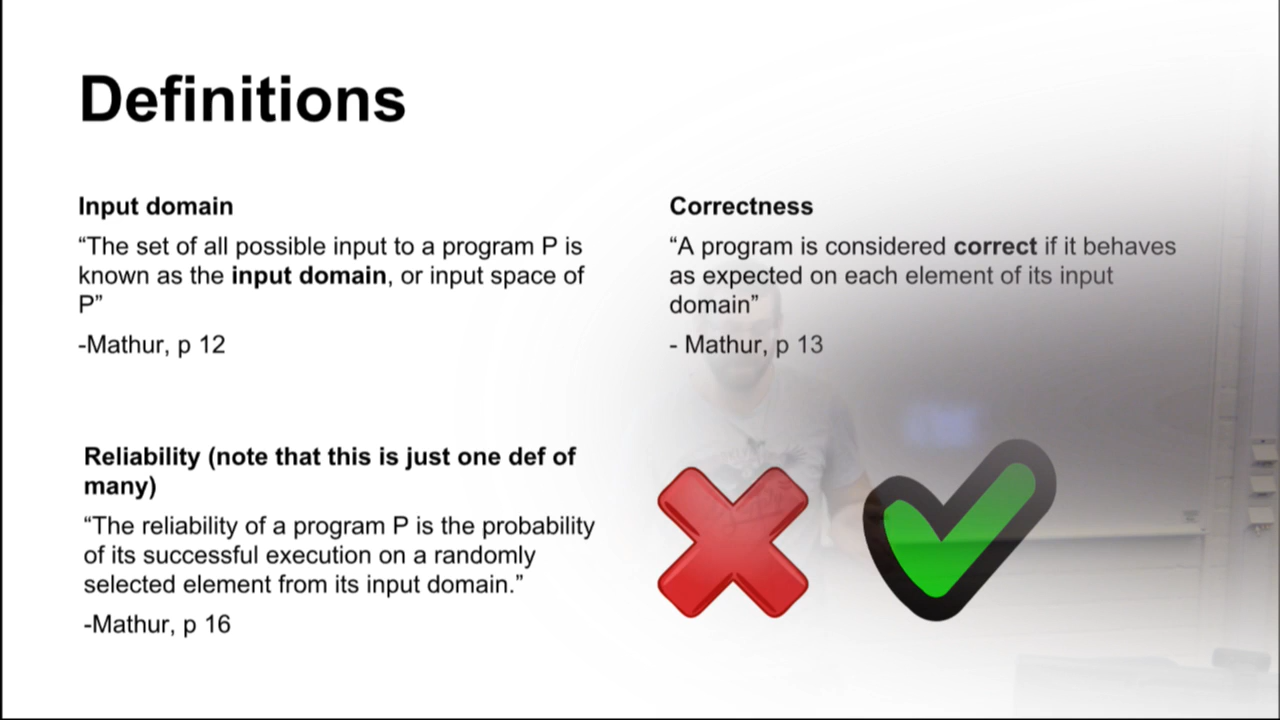 Definitions
Input domain
“The set of all possible input to a program P is
known as the input domain, or input space of
P”
-Mathur, p 12
Correctness
“A program is considered correct if it behaves
as expected on each element of its input
domain”
- Mathur, p 13
Reliability (note that this is just one def of
many)
“The reliability of a program P is the probability
of its successful execution on a randomly
selected element from its input domain.”
-Mathur, p 16